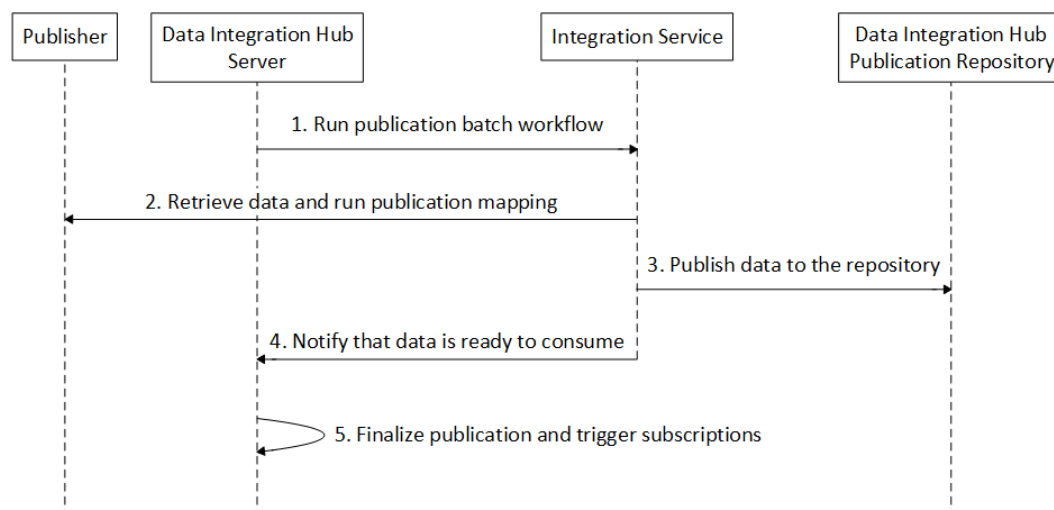 Publisher
Data Integration Hub
Server
Integration Service
Data Integration Hub
Publication Repository
1. Run publication batch workflow
2. Retrieve data and run publication mapping
3. Publish data to the repository
4. Notify that data is ready to consume
5. Finalize publication and trigger subscriptions